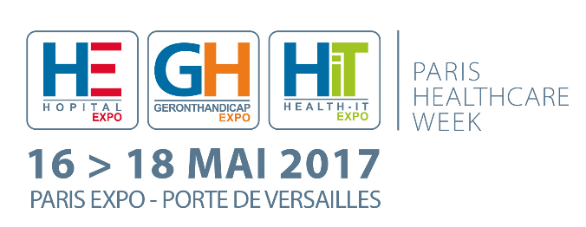 HE
HOPITAL
EXPO
GH
GERONTHANDICAP
EXPO
HiT
HEALTH-IT
EXPO
PARIS
HEALTHCARE
WEEK
16 > 18 MAI 2017
PARIS EXPO - PORTE DE VERSAILLES